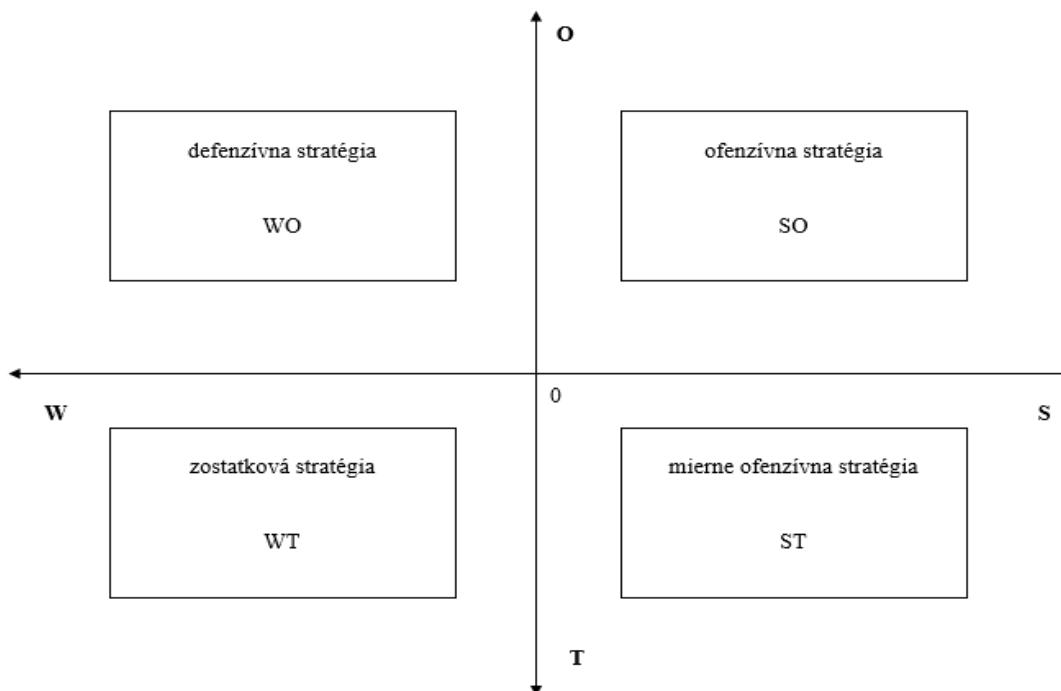 O
defenzívna stratégia
WO
ofenzívna stratégia
SO
0
W
S
zostatková stratégia
WT
mierne ofenzívna stratégia
ST
T